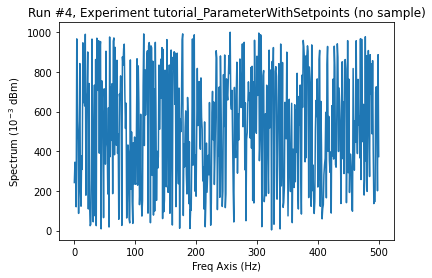 Run #4, Experiment tutorial_ParameterWithSetpoints (no sample)
1000
800
600
400
200
0
Spectrum (10⁻³ dBm)
0 100 200 300 400 500
Freq Axis (Hz)